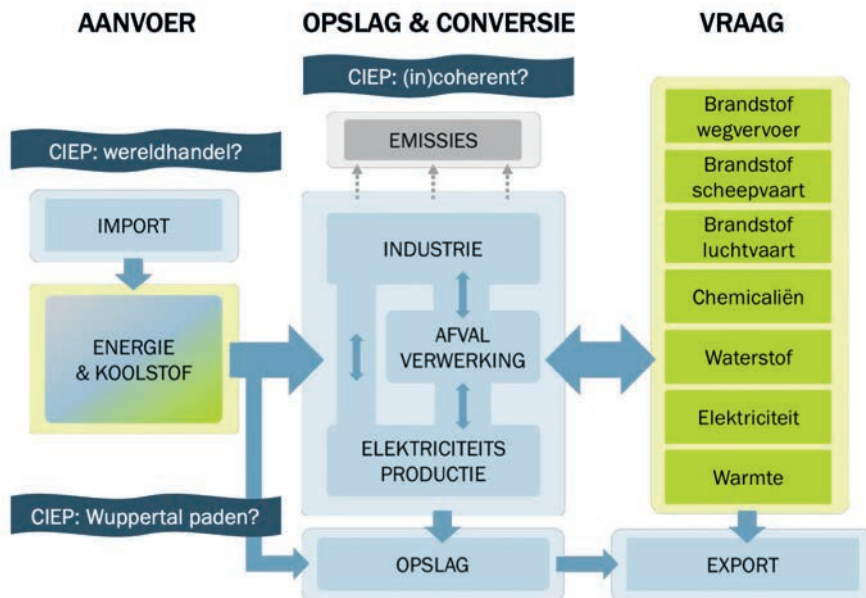 AANVOER
OPSLAG & CONVERSIE
VRAAG
CIEP: (in)coherent?
CIEP: wereldhandel?
EMISSIES
IMPORT
ENERGIE
& KOOLSTOF
INDUSTRIE
AFVAL
VERWERKING
ELEKTRICITEITS
PRODUCTIE
CIEP: Wuppertal paden?
OPSLAG
Brandstof
wegvervoer
Brandstof
scheepvaart
Brandstof
luchtvaart
Chemicaliën
Waterstof
Elektriciteit
Warmte
EXPORT